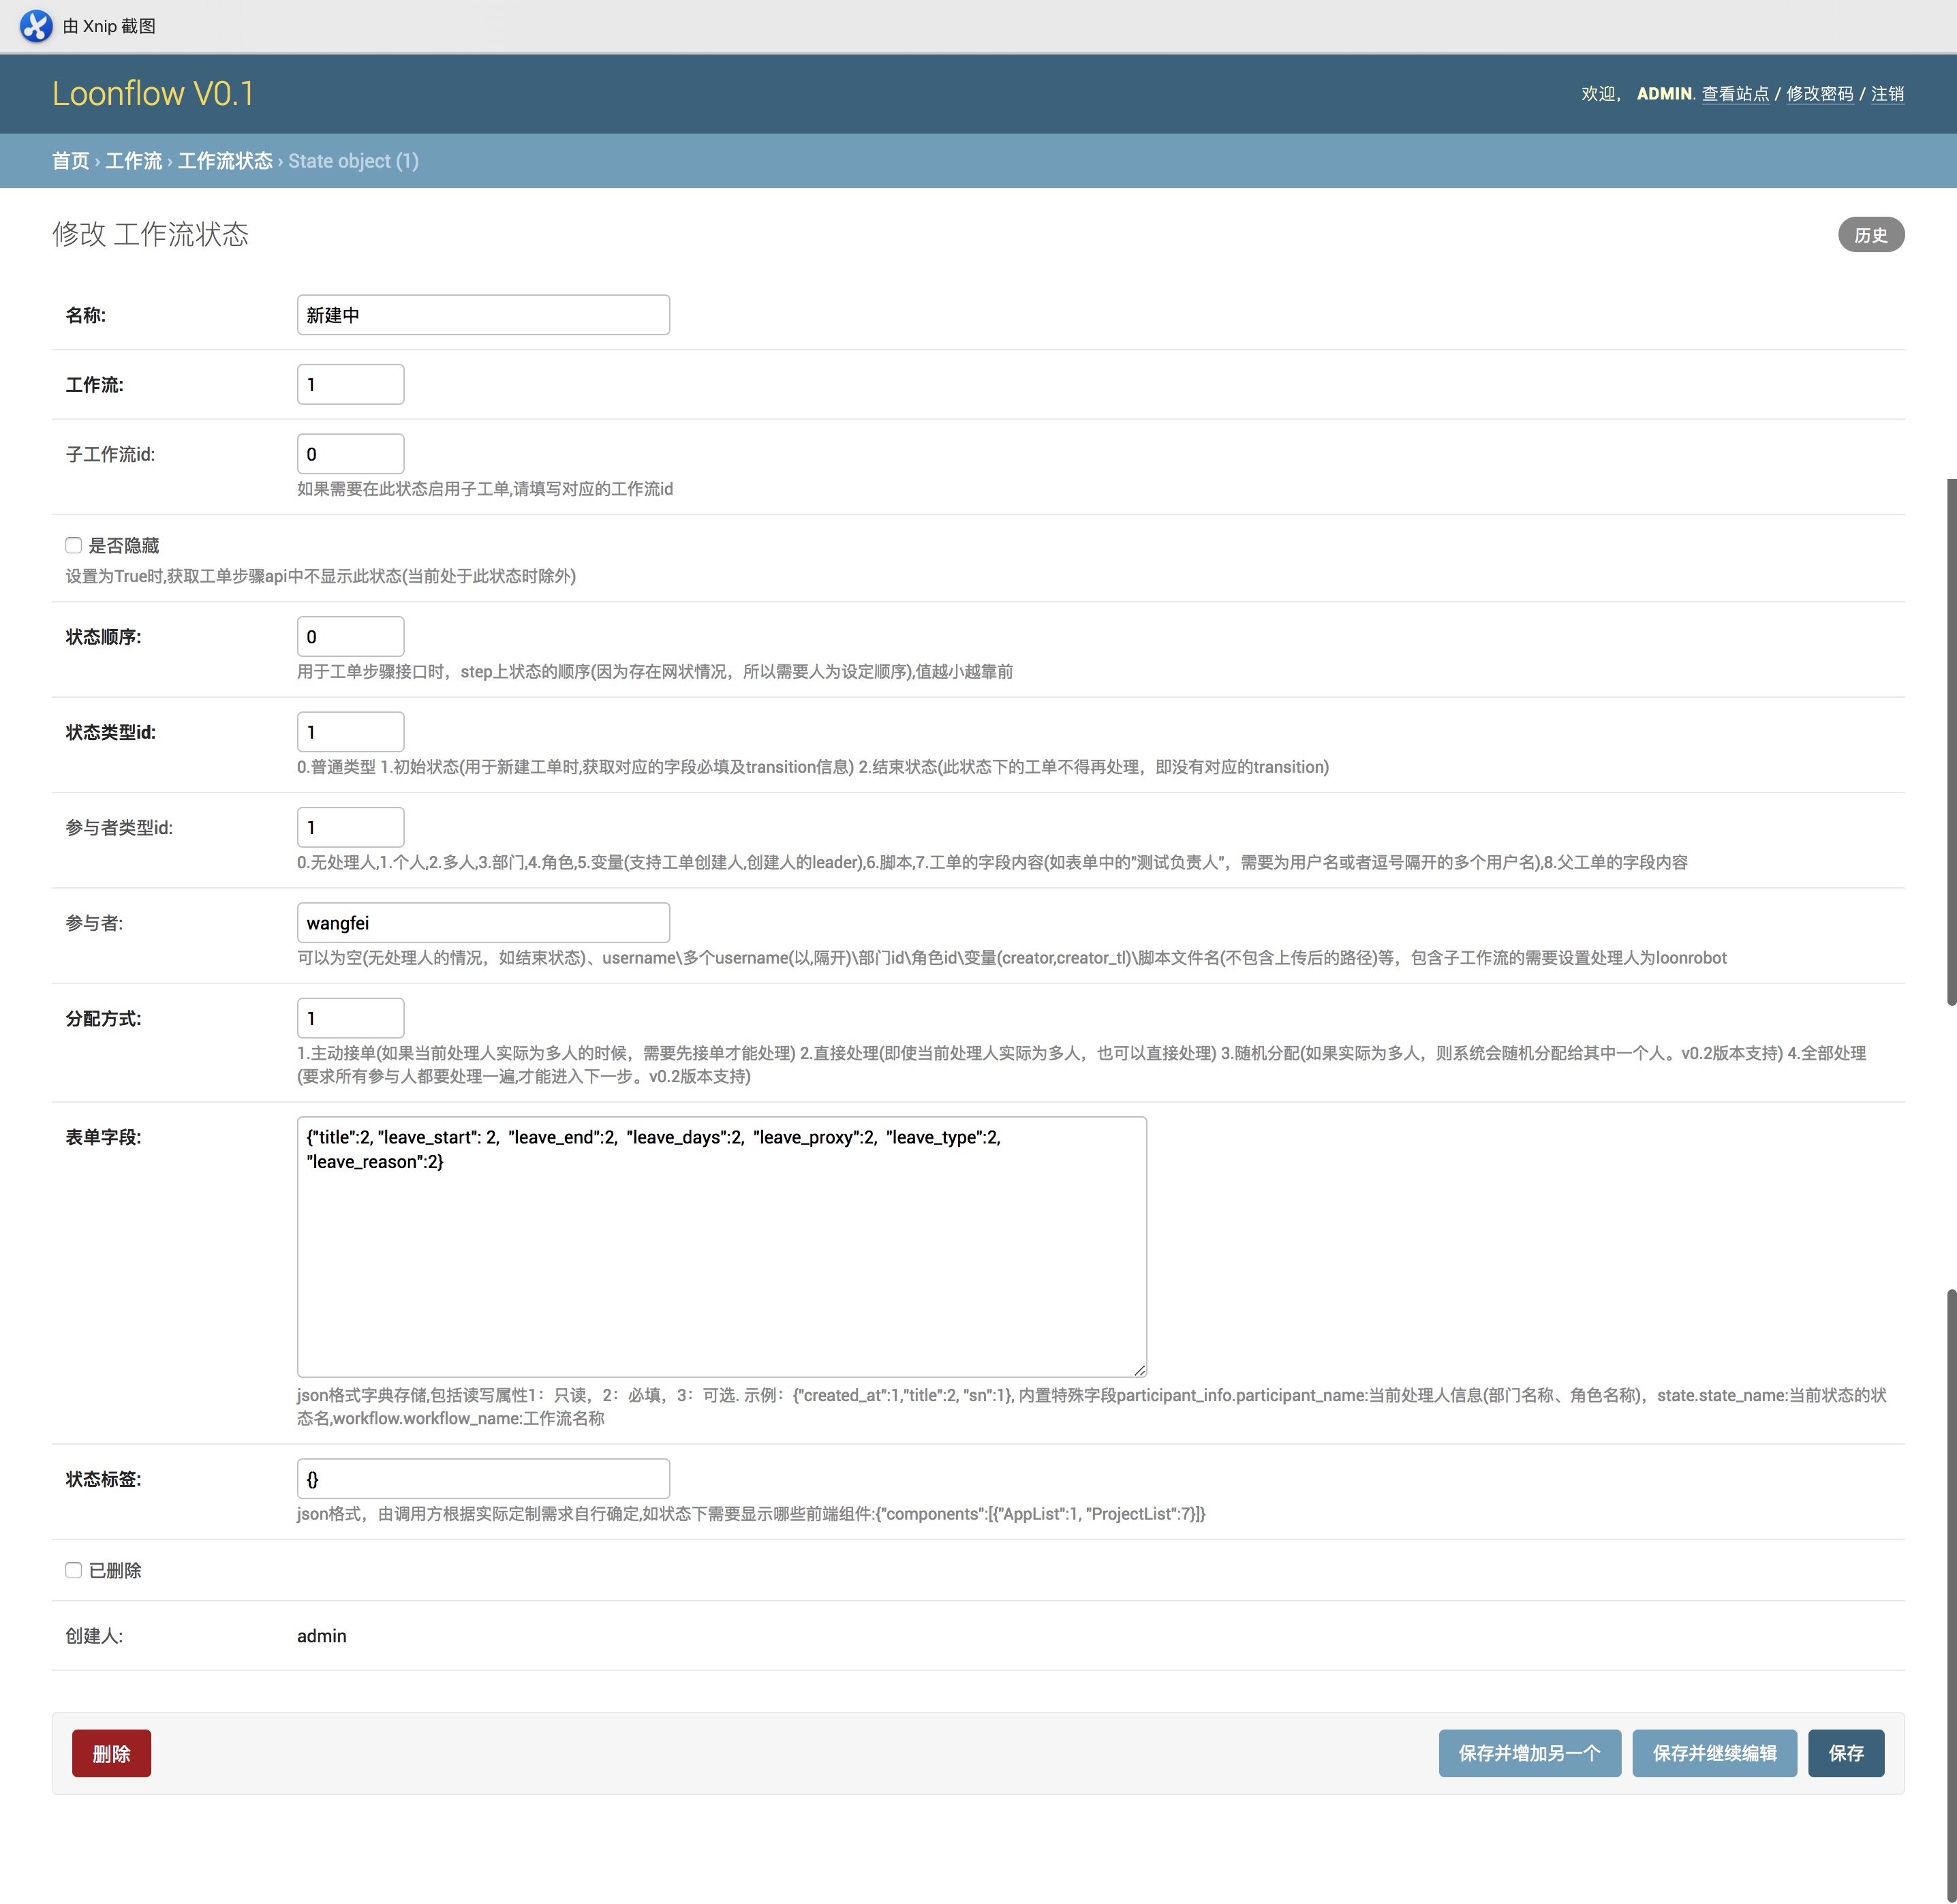 由 Xnip 截图
Loonflow V0.1
欢迎， ADMIN. 查看站点 / 修改密码 / 注销
首页 › 工作流 › 工作流状态 › State object (1)
修改 工作流状态
历史
名称:
新建中
工作流:
1
子工作流id:
0
如果需要在此状态启用子工单,请填写对应的工作流id
是否隐藏
设置为True时,获取工单步骤api中不显示此状态(当前处于此状态时除外)
状态顺序:
0
用于工单步骤接口时，step上状态的顺序(因为存在网状情况，所以需要人为设定顺序),值越小越靠前
状态类型id:
1
0.普通类型 1.初始状态(用于新建工单时,获取对应的字段必填及transition信息) 2.结束状态(此状态下的工单不得再处理，即没有对应的transition)
参与者类型id:
1
0.无处理人,1.个人,2.多人,3.部门,4.角色,5.变量(支持工单创建人,创建人的leader),6.脚本,7.工单的字段内容(如表单中的"测试负责人"，需要为用户名或者逗号隔开的多个用户名),8.父工单的字段内容
参与者:
wangfei
可以为空(无处理人的情况，如结束状态)、username\多个username(以,隔开)\部门id\角色id\变量(creator,creator_tl)\脚本文件名(不包含上传后的路径)等，包含子工作流的需要设置处理人为loonrobot
分配方式:
1
1.主动接单(如果当前处理人实际为多人的时候，需要先接单才能处理) 2.直接处理(即使当前处理人实际为多人，也可以直接处理) 3.随机分配(如果实际为多人，则系统会随机分配给其中一个人。v0.2版本支持) 4.全部处理
(要求所有参与人都要处理一遍,才能进入下一步。v0.2版本支持)
表单字段:
{"title":2, "leave_start": 2, "leave_end":2, "leave_days":2, "leave_proxy":2, "leave_type":2,
"leave_reason":2}
json格式字典存储,包括读写属性1：只读，2：必填，3：可选. 示例：{"created_at":1,"title":2, "sn":1}, 内置特殊字段participant_info.participant_name:当前处理人信息(部门名称、角色名称)，state.state_name:当前状态的状
态名,workflow.workflow_name:工作流名称
状态标签:
{}
json格式，由调用方根据实际定制需求自行确定,如状态下需要显示哪些前端组件:{"components":[{"AppList":1, "ProjectList":7}]}
已删除
创建人:
admin
删除
保存并增加另一个
保存并继续编辑
保存